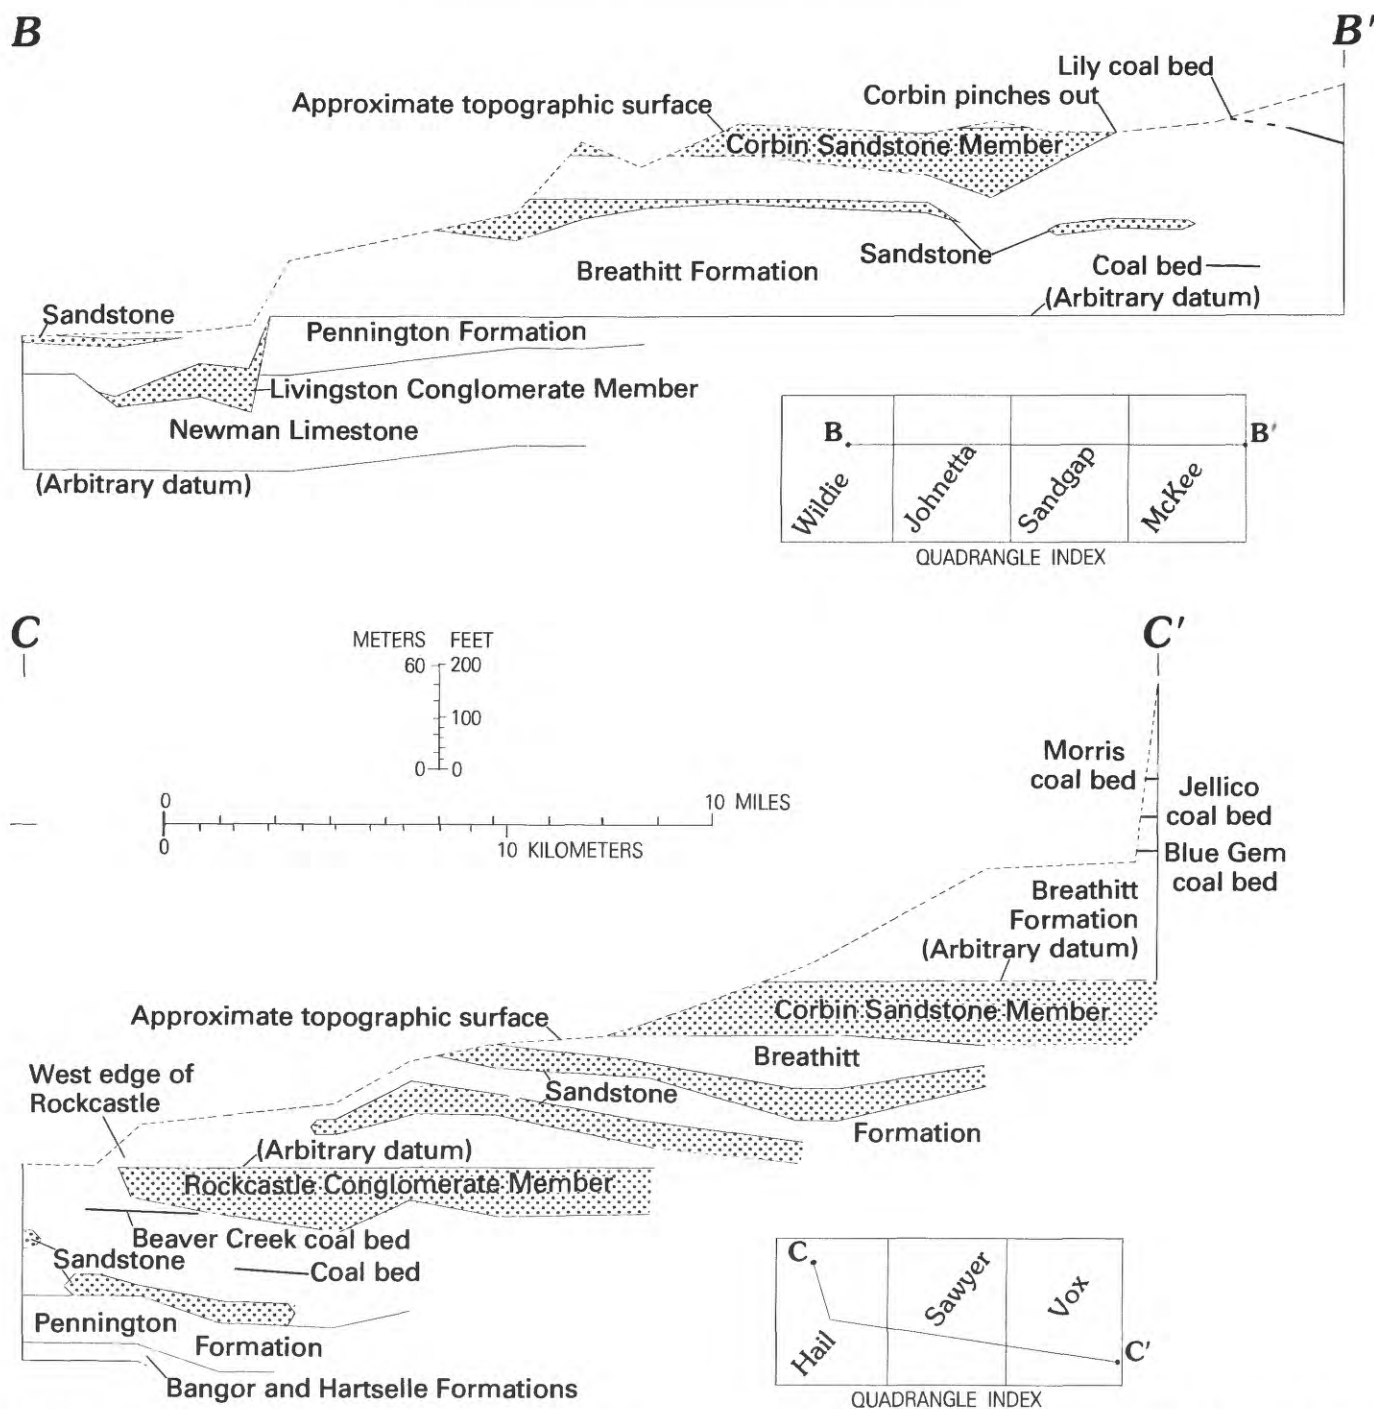 B
B'
Lily coal bed
Approximate topographic surface
Corbin pinches out
Corbin Sandstone Member
Sandstone
Breathitt Formation
Coal bed
(Arbitrary datum)
Sandstone
Pennington Formation
Livingston Conglomerate Member
Newman Limestone
(Arbitrary datum)
B
B'
Wildie
Johnetta
Sandgap
McKee
QUADRANGLE INDEX
C
C'
METERS FEET
60 200
100
0 0
0 10 MILES
0 10 KILOMETERS
Morris
coal bed
Jellico
coal bed
Blue Gem
coal bed
Breathitt
Formation
(Arbitrary datum)
Corbin Sandstone Member
Approximate topographic surface
Breathitt
West edge of
Rockcastle
Sandstone
Formation
(Arbitrary datum)
Rockcastle Conglomerate Member
Beaver Creek coal bed
Sandstone
Coal bed
Pennington
Formation
Bangor and Hartselle Formations
C
C'
Hail
Sawyer
Vox
QUADRANGLE INDEX